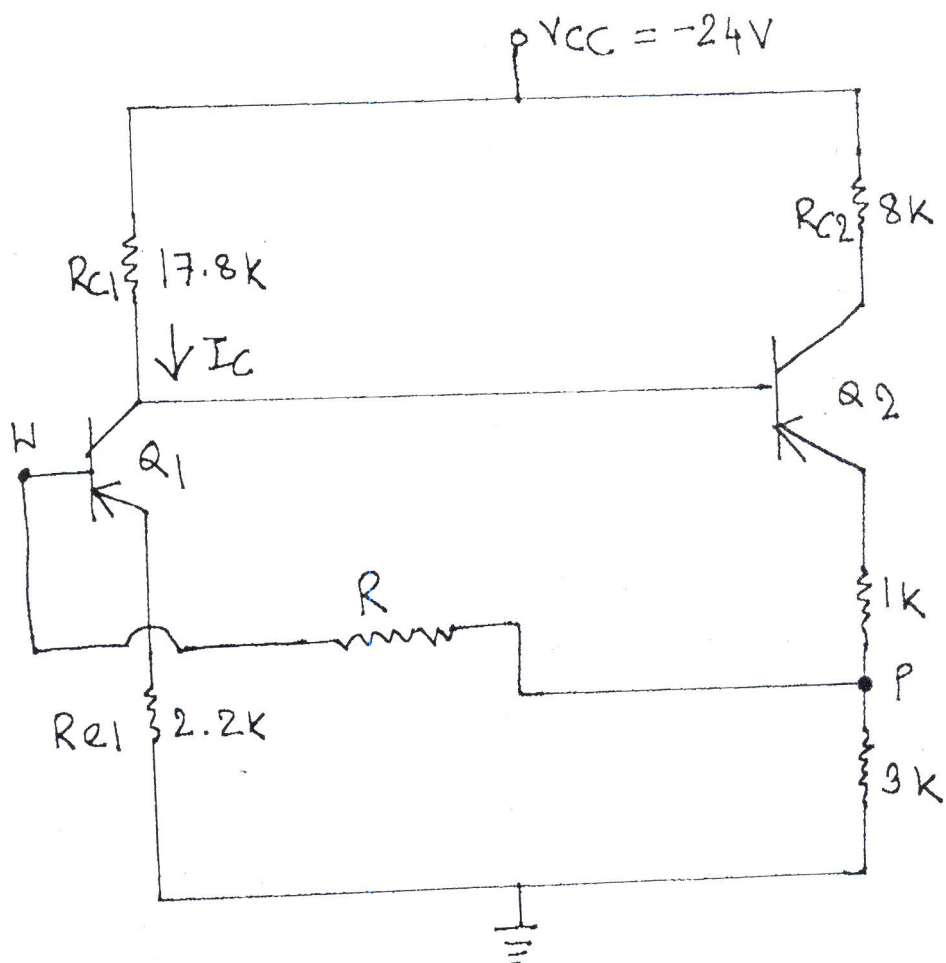 VCC = -24V
RC2 8K
RC1 17.8K
IC
Q2
N
Q1
R
1K
P
Re1 2.2K
3K